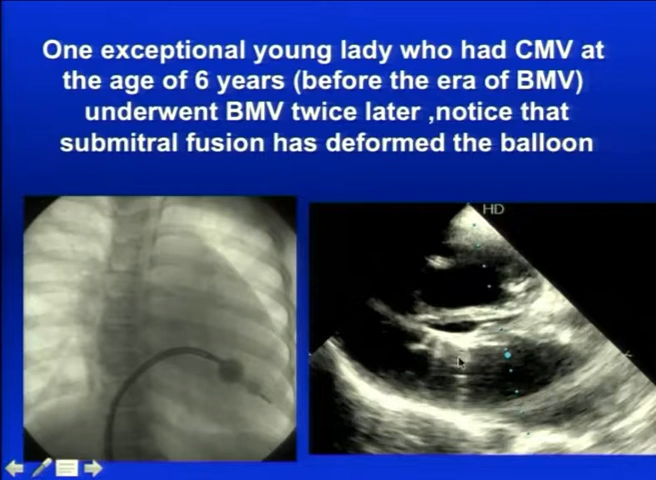 One exceptional young lady who had CMV at
the age of 6 years (before the era of BMV)
underwent BMV twice later ,notice that
submitral fusion has deformed the balloon
HD